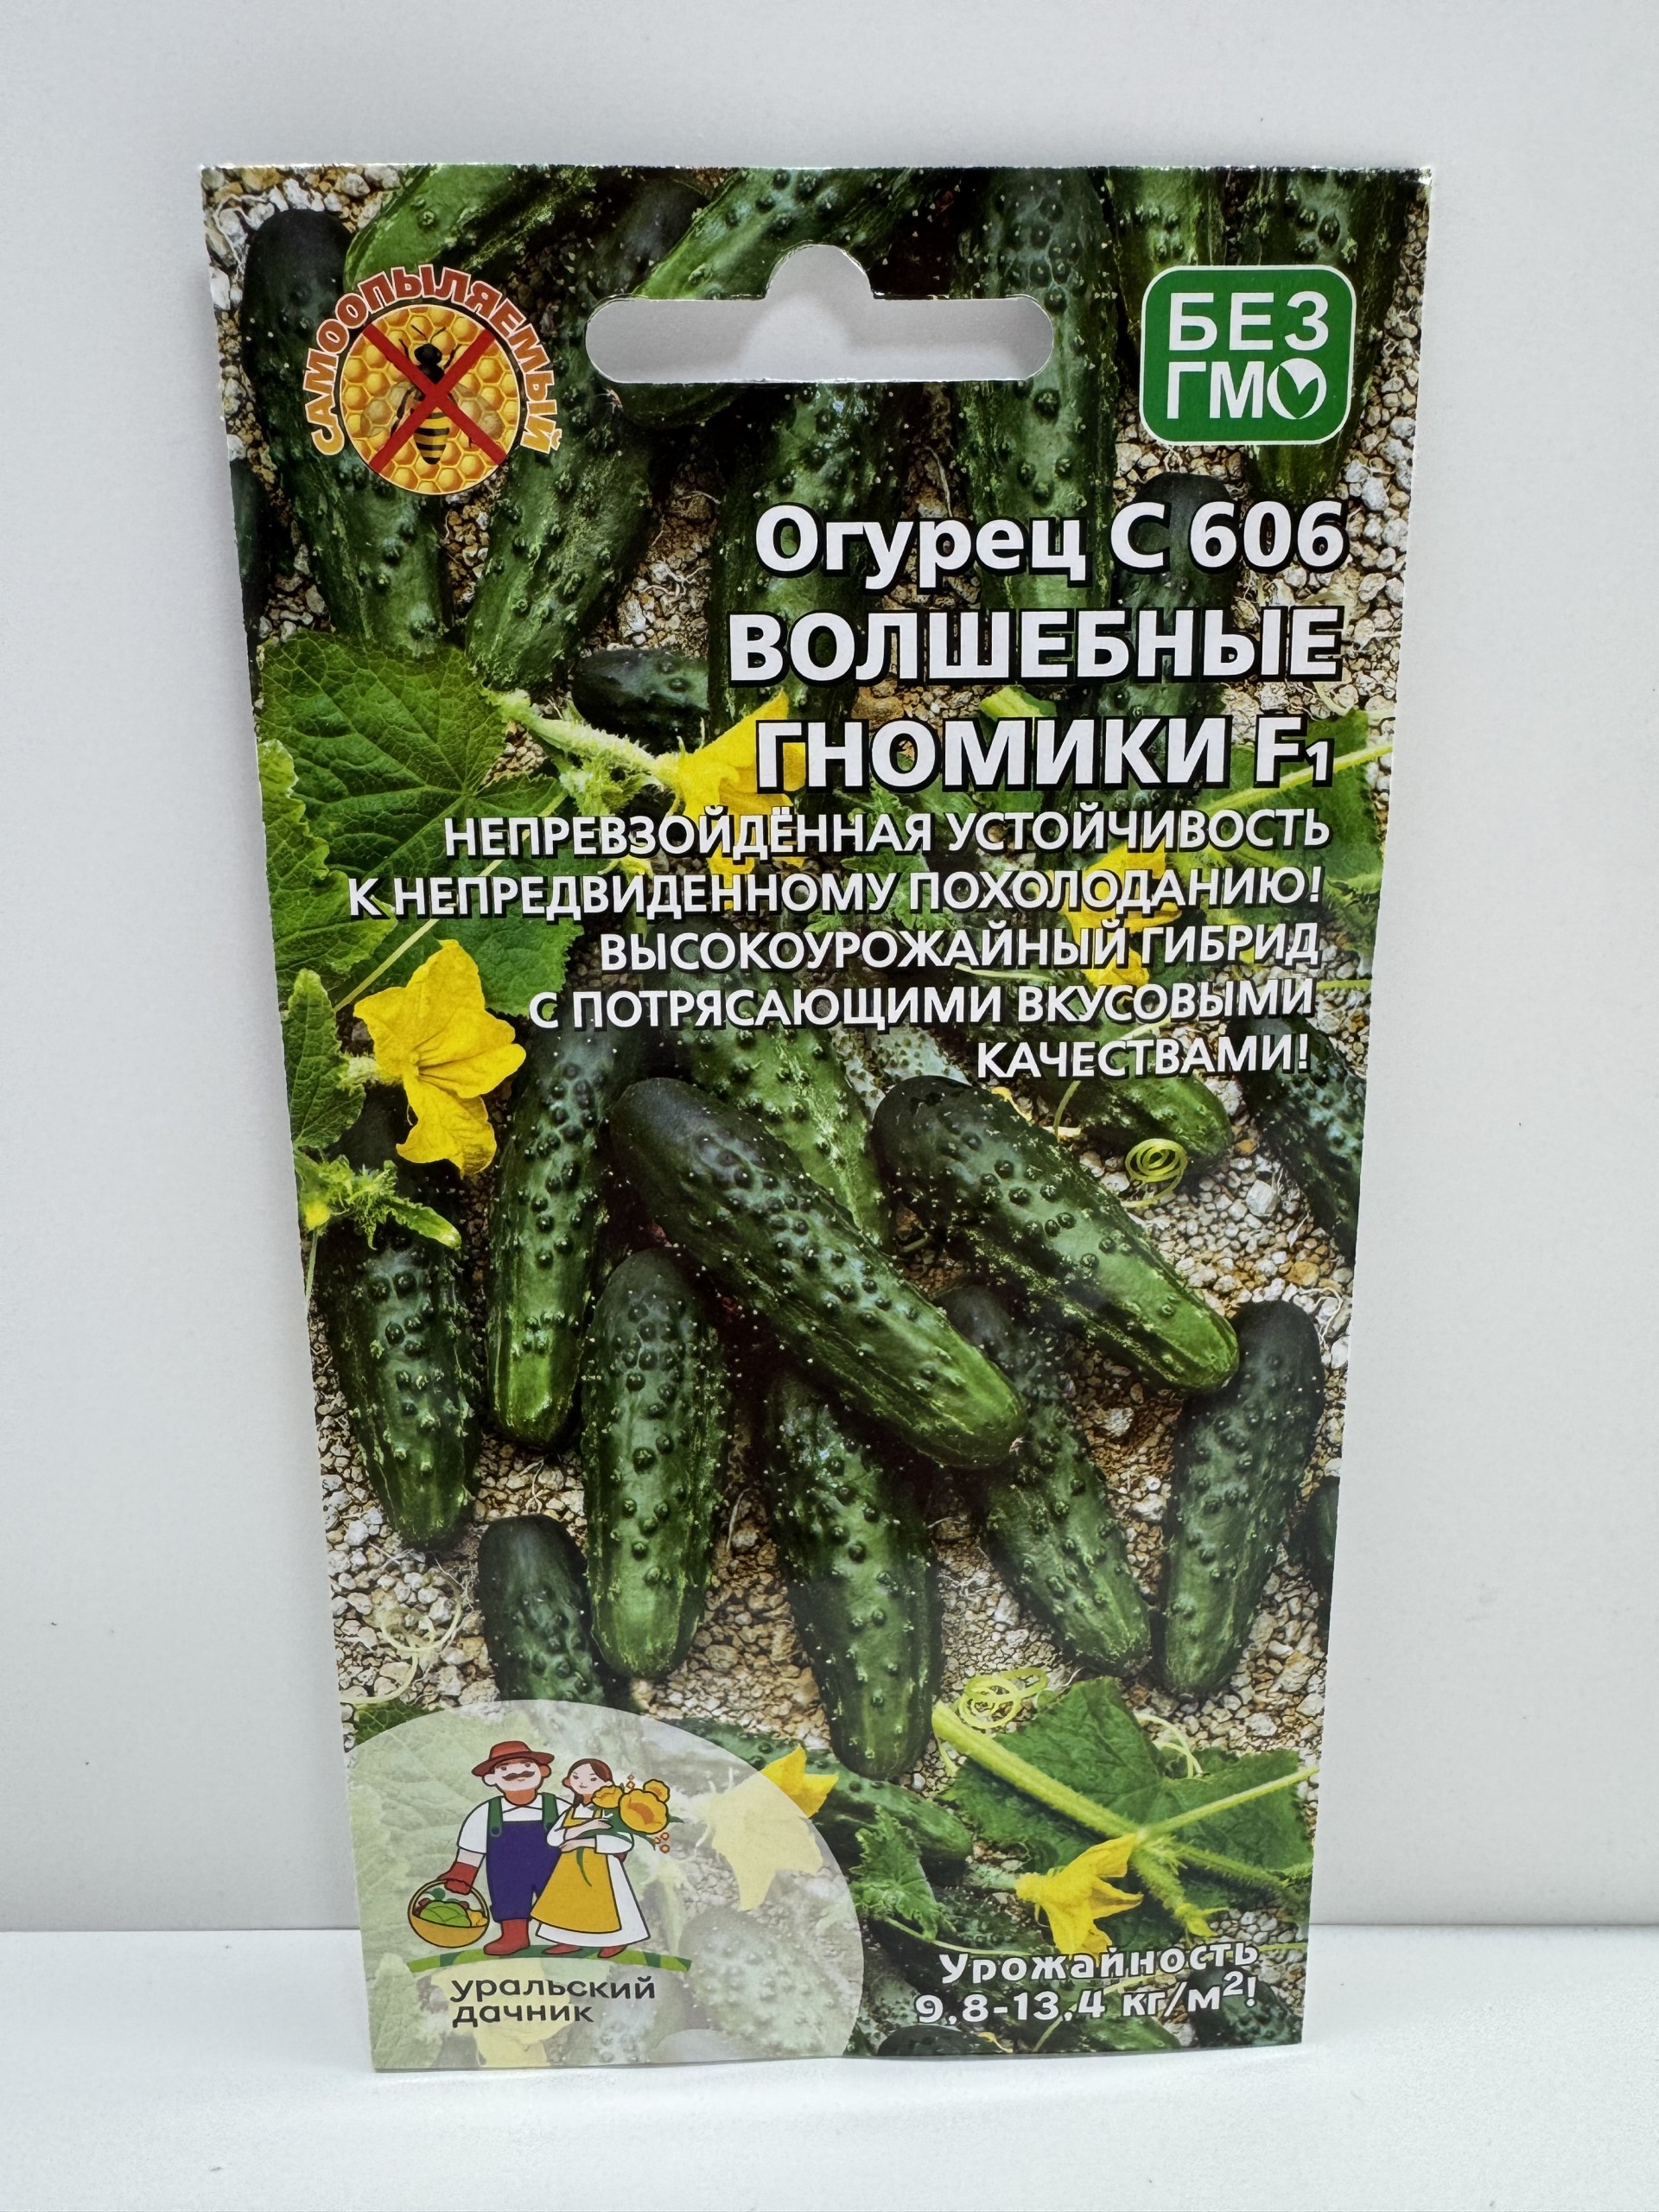 САМООПЫЛЯЕМЫЙ
БЕЗ
ГМО
Огурец С 606
ВОЛШЕБНЫЕ
ГНОМИКИ F₁
НЕПРЕВЗОЙДЁННАЯ УСТОЙЧИВОСТЬ
К НЕПРЕДВИДЕННОМУ ПОХОЛОДАНИЮ!
ВЫСОКОУРОЖАЙНЫЙ ГИБРИД
С ПОТРЯСАЮЩИМИ ВКУСОВЫМИ
КАЧЕСТВАМИ!
уральский
дачник
Урожайность
9,8-13,4 кг/м²!